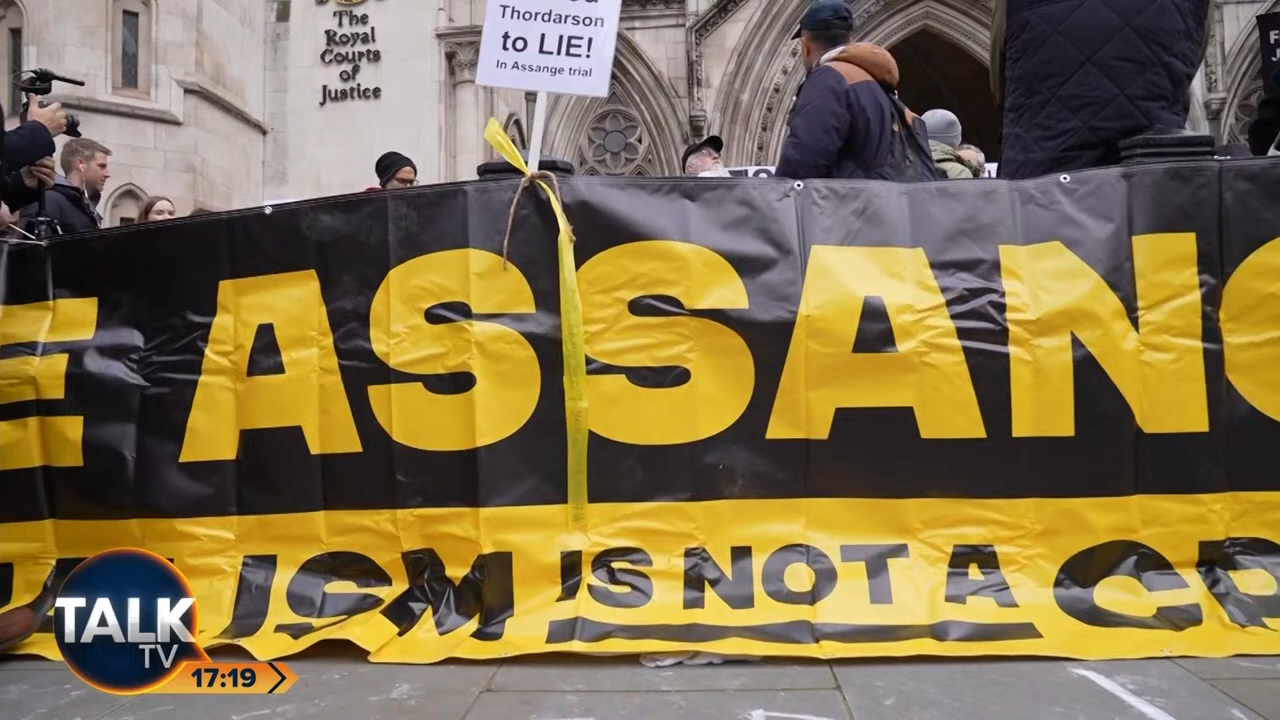 The
Royal
Courts
of
Justice
Thordarson
to LIE!
In Assange trial
E ASSANG
ISM IS NOT A CR
TALK
TV
17:19